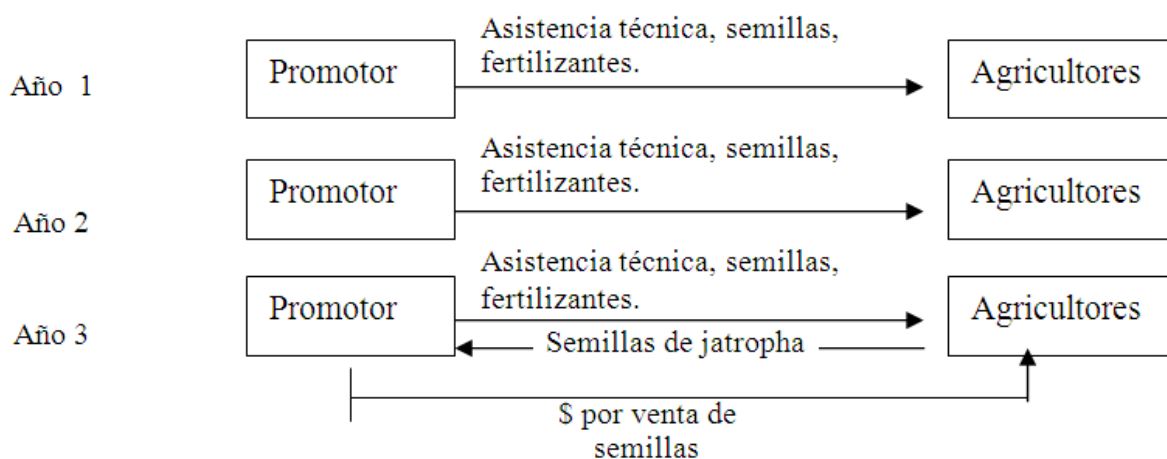 Año 1
Promotor
Asistencia técnica, semillas,
fertilizantes.
Agricultores
Año 2
Promotor
Asistencia técnica, semillas,
fertilizantes.
Agricultores
Año 3
Promotor
Asistencia técnica, semillas,
fertilizantes.
Semillas de jatropha
Agricultores
$ por venta de
semillas